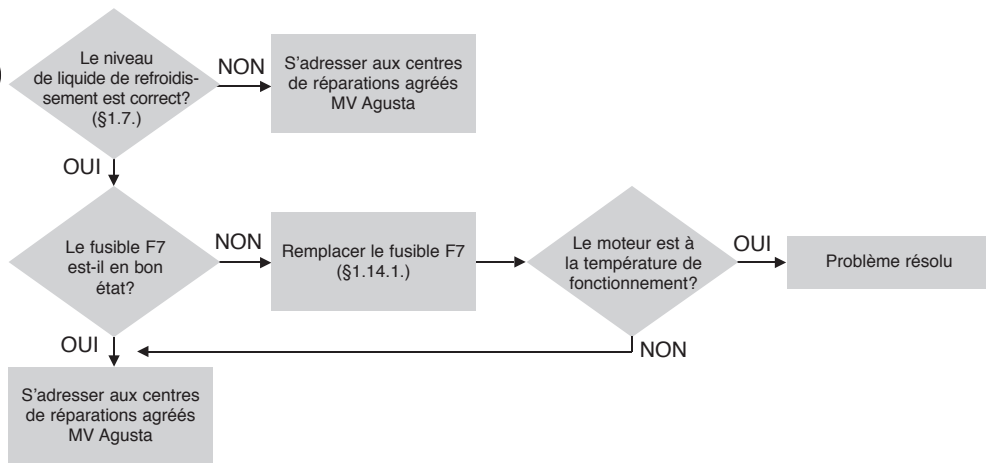 Le niveau
de liquide de refroidis-
sement est correct?
(§1.7.)
NON
S'adresser aux centres
de réparations agréés
MV Agusta
OUI
Le fusible F7
est-il en bon
état?
NON
Remplacer le fusible F7
(§1.14.1.)
Le moteur est à
la température de
fonctionnement?
OUI
Problème résolu
OUI
NON
S'adresser aux centres
de réparations agréés
MV Agusta